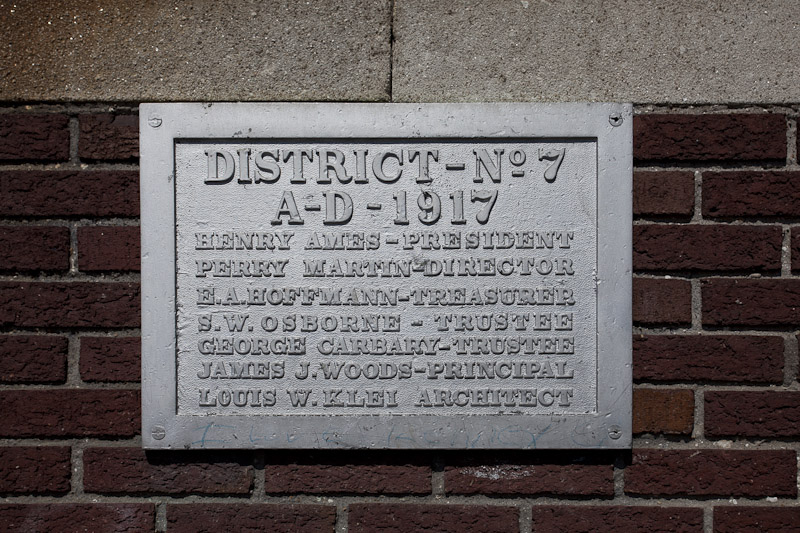 DISTRICT-Nº 7
A-D-1917
HENRY AMES-PRESIDENT
PERRY MARTIN-DIRECTOR
E.A.HOFFMANN-TREASURER
S.W. OSBORNE - TRUSTEE
GEORGE CARBARY-TRUSTEE
JAMES J.WOODS-PRINCIPAL
LOUIS W. KLEI ARCHITECT